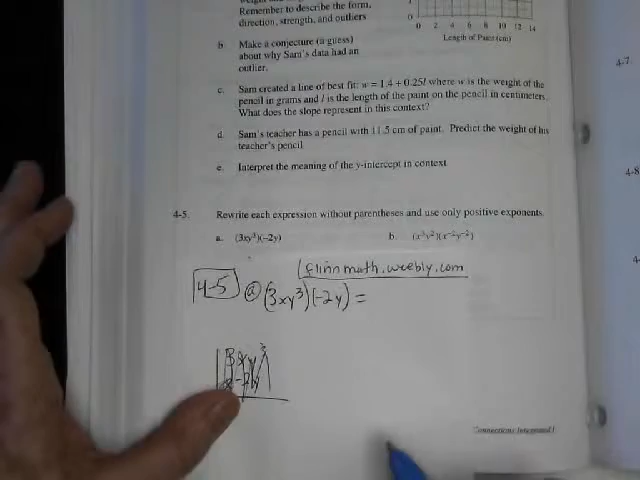 Remember to describe the form,
direction, strength, and outliers
0 2 4 6 8 10 12 14
Length of Paint (cm)
b. Make a conjecture (a guess)
about why Sam's data had an
outlier.
c. Sam created a line of best fit: w = 1.4 + 0.25l where w is the weight of the
pencil in grams and l is the length of the paint on the pencil in centimeters.
What does the slope represent in this context?
d. Sam's teacher has a pencil with 11.5 cm of paint. Predict the weight of his
teacher's pencil
e. Interpret the meaning of the y-intercept in context
4-7
4-8
4-5. Rewrite each expression without parentheses and use only positive exponents.
a. (3xy³)(-2y) b. (x³y²)(x⁻²y⁻²)
flinnmath.weebly.com
4-5 a (3xy³)(-2y) =
Connections Integrated I